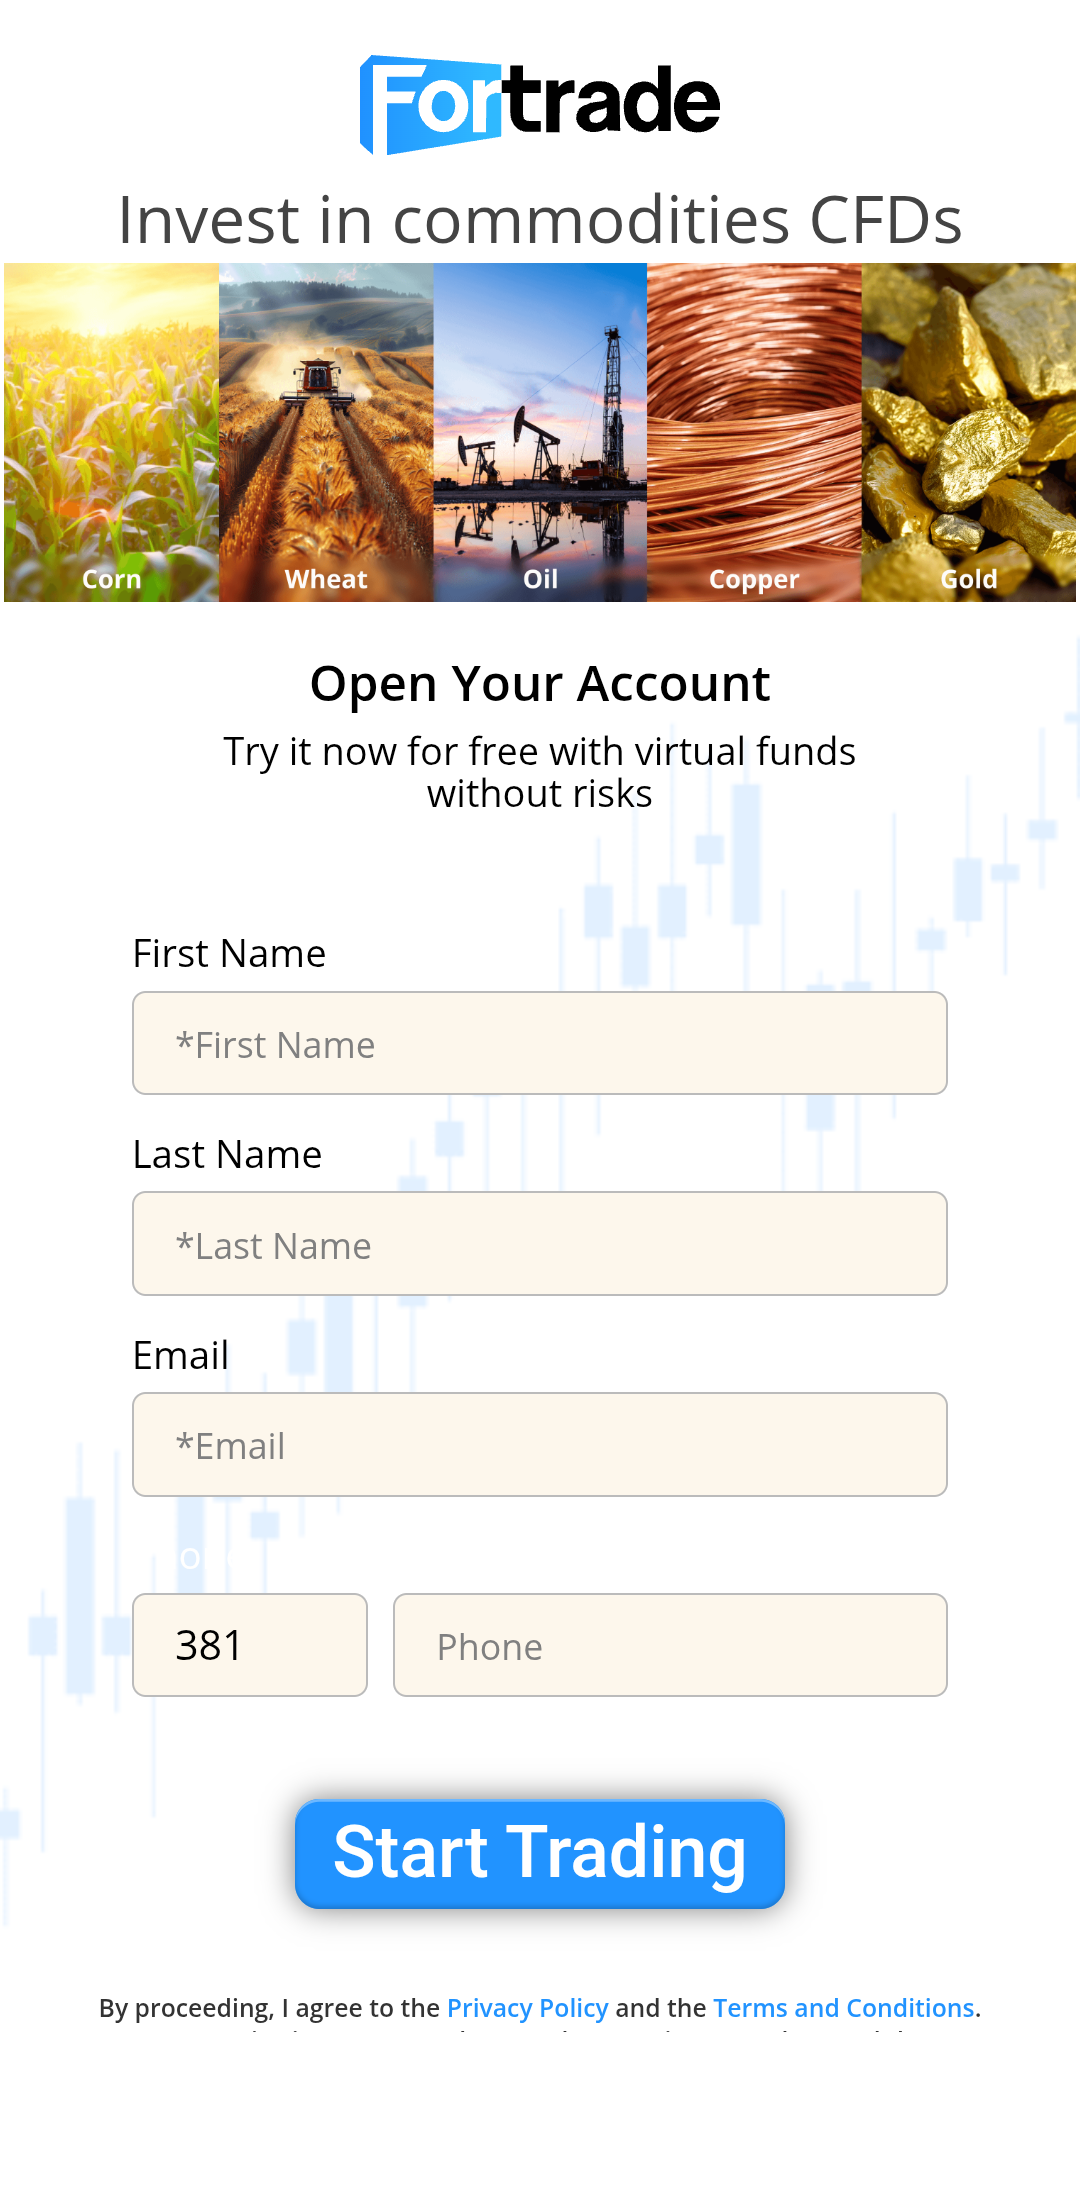 Fortrade
Invest in commodities CFDs
Corn Wheat Oil Copper Gold
Open Your Account
Try it now for free with virtual funds
without risks
First Name
*First Name
Last Name
*Last Name
Email
*Email
381 Phone
Start Trading
By proceeding, I agree to the Privacy Policy and the Terms and Conditions.